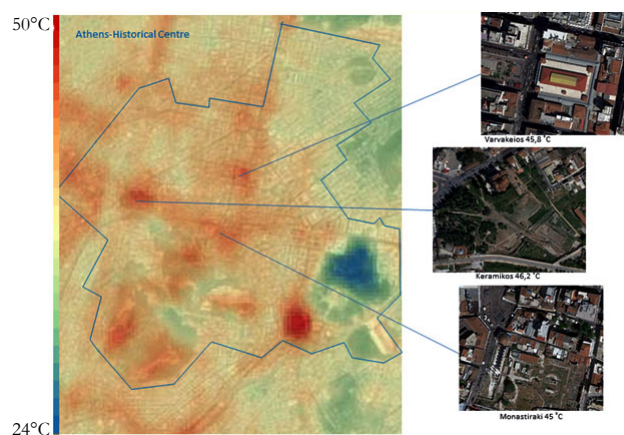 50°C
Athens-Historical Centre
Varvakeios 45,8 ˚C
Keramikos 46,2 ˚C
Monastiraki 45 ˚C
24°C